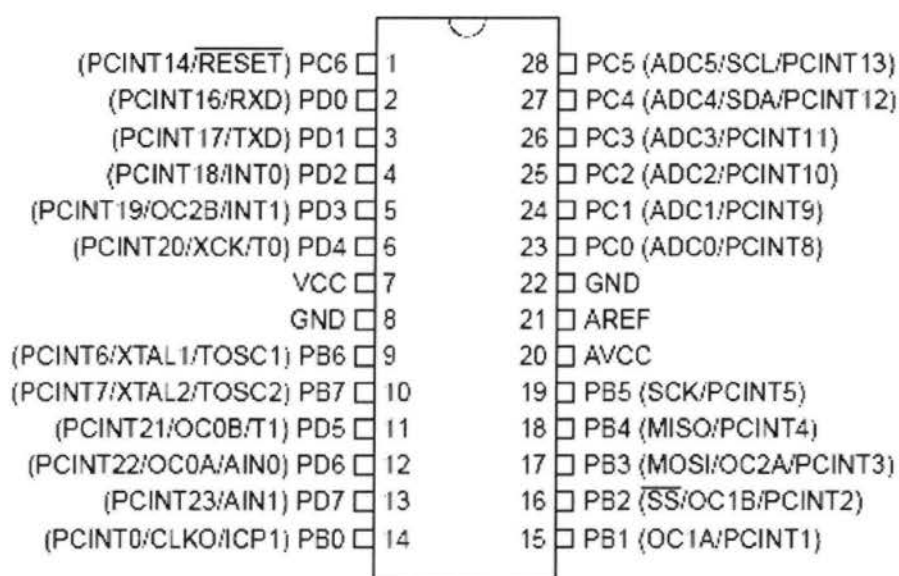 (PCINT14/RESET) PC6 1 28 PC5 (ADC5/SCL/PCINT13)
(PCINT16/RXD) PD0 2 27 PC4 (ADC4/SDA/PCINT12)
(PCINT17/TXD) PD1 3 26 PC3 (ADC3/PCINT11)
(PCINT18/INT0) PD2 4 25 PC2 (ADC2/PCINT10)
(PCINT19/OC2B/INT1) PD3 5 24 PC1 (ADC1/PCINT9)
(PCINT20/XCK/T0) PD4 6 23 PC0 (ADC0/PCINT8)
VCC 7 22 GND
GND 8 21 AREF
(PCINT6/XTAL1/TOSC1) PB6 9 20 AVCC
(PCINT7/XTAL2/TOSC2) PB7 10 19 PB5 (SCK/PCINT5)
(PCINT21/OC0B/T1) PD5 11 18 PB4 (MISO/PCINT4)
(PCINT22/OC0A/AIN0) PD6 12 17 PB3 (MOSI/OC2A/PCINT3)
(PCINT23/AIN1) PD7 13 16 PB2 (SS/OC1B/PCINT2)
(PCINT0/CLKO/ICP1) PB0 14 15 PB1 (OC1A/PCINT1)